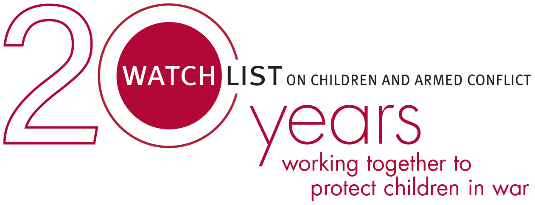 20
WATCHLIST ON CHILDREN AND ARMED CONFLICT
years
working together to
protect children in war